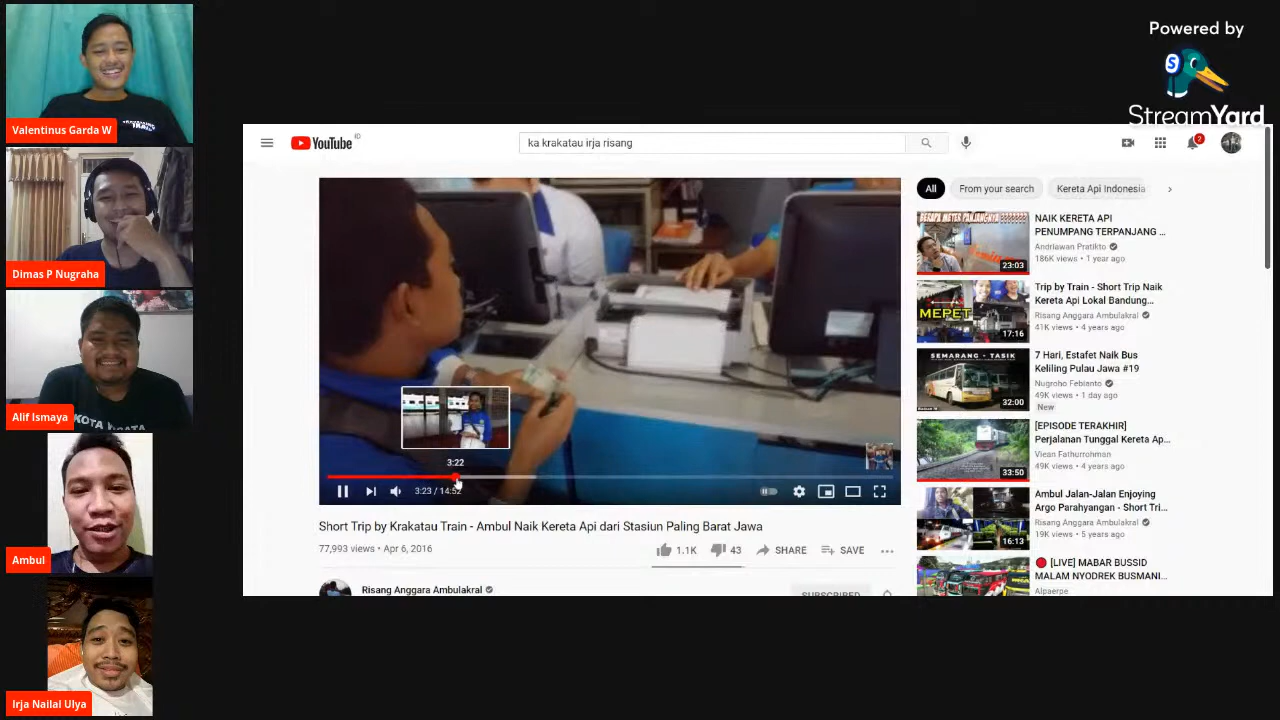 Powered by
S
StreamYard
Valentinus Garda W
Dimas P Nugraha
Alif Ismaya
Ambul
Irja Nailal Ulya
YouTube ID
ka krakatau irja risang
2
3:22
3:23 / 14:52
Short Trip by Krakatau Train - Ambul Naik Kereta Api dari Stasiun Paling Barat Jawa
77,993 views • Apr 6, 2016
1.1K
43
SHARE
SAVE
Risang Anggara Ambulakral
SUBSCRIBED
All
From your search
Kereta Api Indonesia
23:03
NAIK KERETA API
PENUMPANG TERPANJANG ...
Andriawan Pratikto
186K views • 1 year ago
MEPET
17:16
Trip by Train - Short Trip Naik
Kereta Api Lokal Bandung...
Risang Anggara Ambulakral
41K views • 4 years ago
SEMARANG - TASIK
32:00
7 Hari, Estafet Naik Bus
Keliling Pulau Jawa #19
Nugroho Febianto
49K views • 1 day ago
New
33:50
[EPISODE TERAKHIR]
Perjalanan Tunggal Kereta Ap...
Viean Fathurrohman
49K views • 4 years ago
16:13
Ambul Jalan-Jalan Enjoying
Argo Parahyangan - Short Tri...
Risang Anggara Ambulakral
19K views • 5 years ago
[LIVE] MABAR BUSSID
MALAM NYODREK BUSMANI...
Alpaerpe